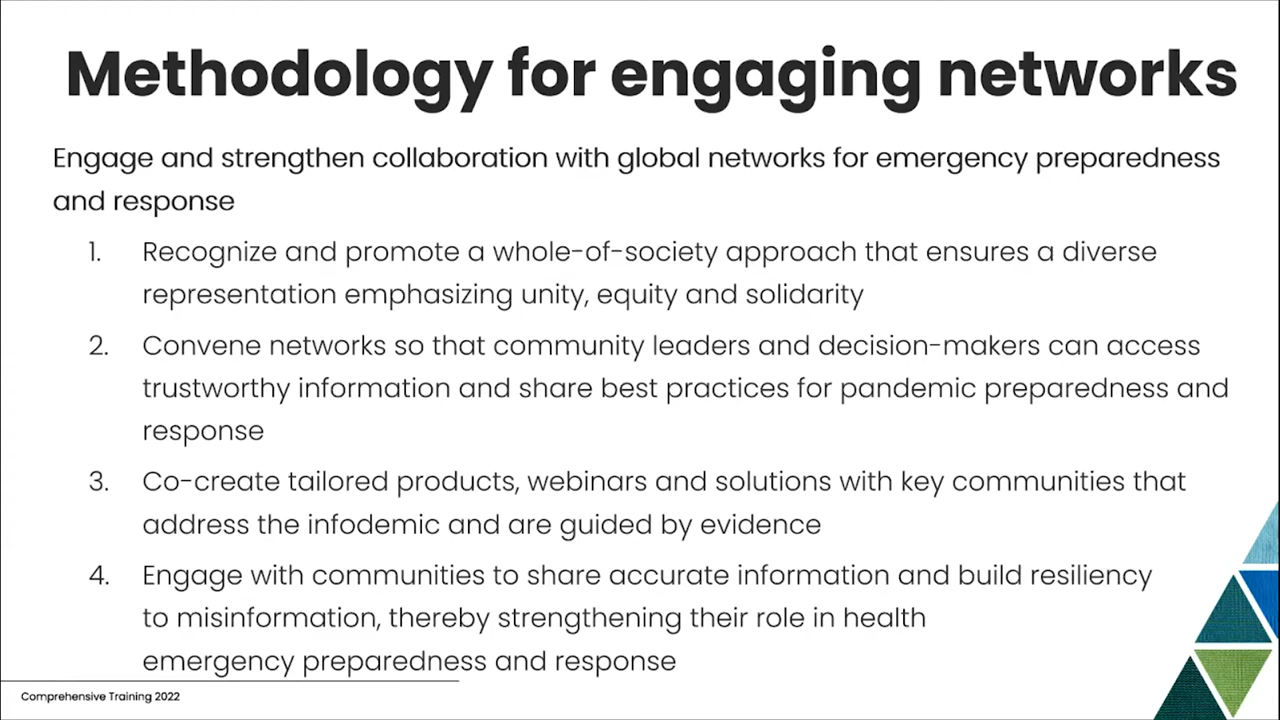 Methodology for engaging networks
Engage and strengthen collaboration with global networks for emergency preparedness
and response
1. Recognize and promote a whole-of-society approach that ensures a diverse
representation emphasizing unity, equity and solidarity
2. Convene networks so that community leaders and decision-makers can access
trustworthy information and share best practices for pandemic preparedness and
response
3. Co-create tailored products, webinars and solutions with key communities that
address the infodemic and are guided by evidence
4. Engage with communities to share accurate information and build resiliency
to misinformation, thereby strengthening their role in health
emergency preparedness and response
Comprehensive Training 2022